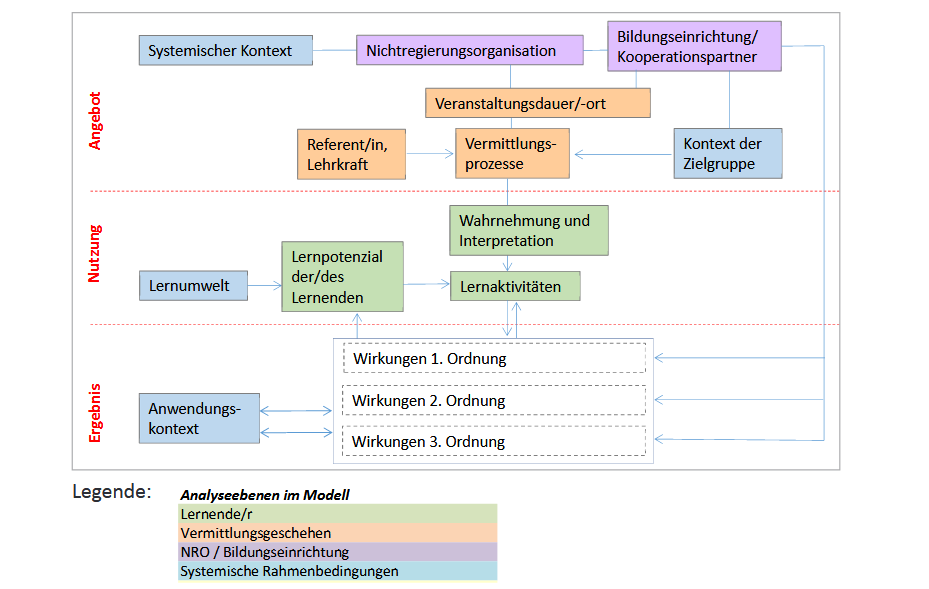 Systemischer Kontext
Nichtregierungsorganisation
Bildungseinrichtung/
Kooperationspartner
Angebot
Veranstaltungsdauer/-ort
Referent/in,
Lehrkraft
Vermittlungs-
prozesse
Kontext der
Zielgruppe
Nutzung
Wahrnehmung und
Interpretation
Lernumwelt
Lernpotenzial
der/des
Lernenden
Lernaktivitäten
Ergebnis
Wirkungen 1. Ordnung
Wirkungen 2. Ordnung
Wirkungen 3. Ordnung
Anwendungs-
kontext
Legende:
Analyseebenen im Modell
Lernende/r
Vermittlungsgeschehen
NRO / Bildungseinrichtung
Systemische Rahmenbedingungen